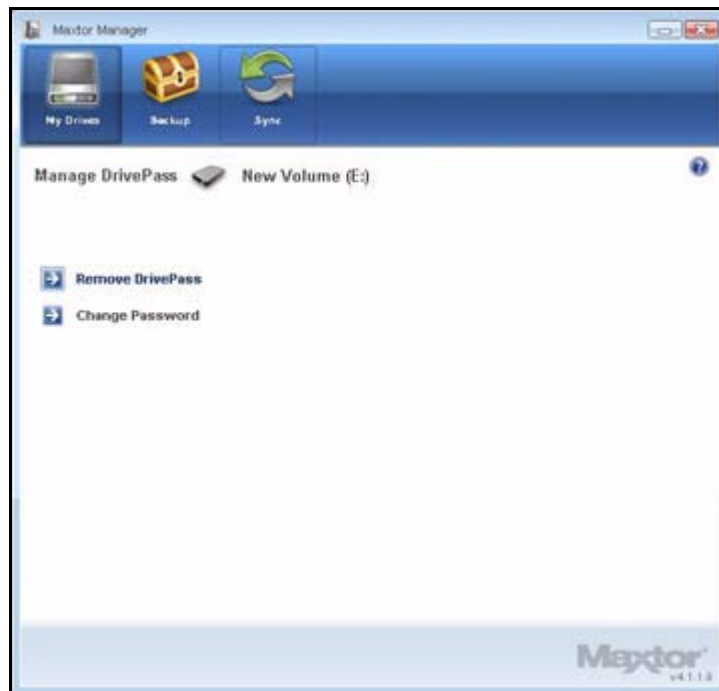 Maxtor Manager
My Drives
Backup
Sync
Manage DrivePass
New Volume (E:)
?
Remove DrivePass
Change Password
Maxtor